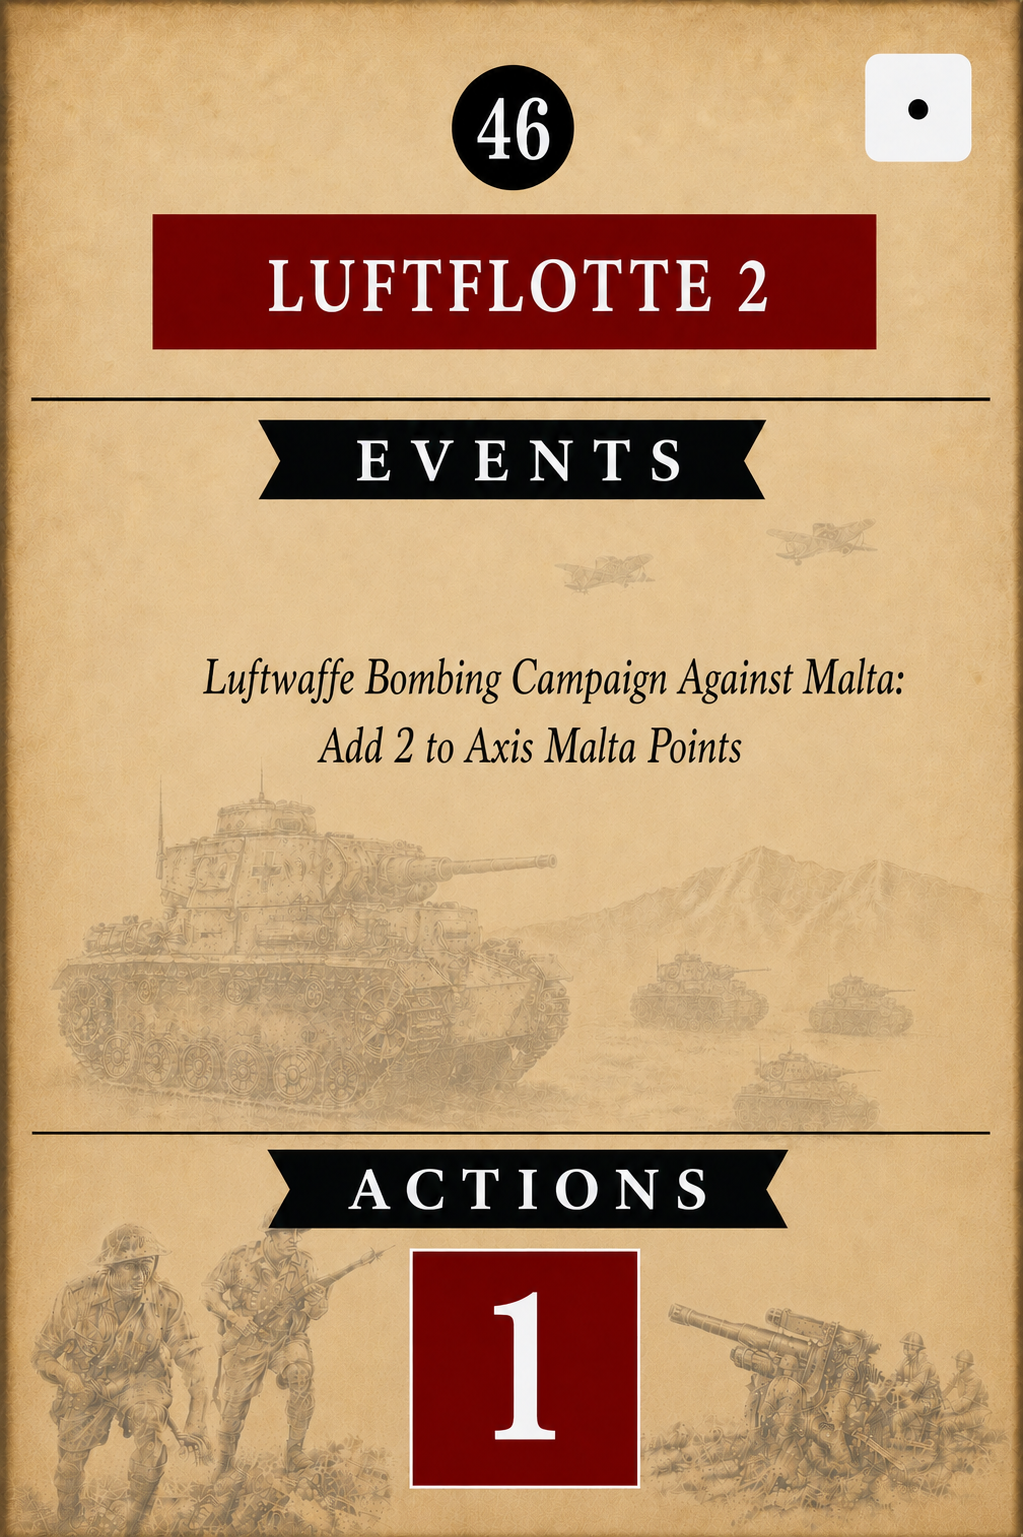 46
LUFTFLOTTE 2
EVENTS
Luftwaffe Bombing Campaign Against Malta:
Add 2 to Axis Malta Points
ACTIONS
1